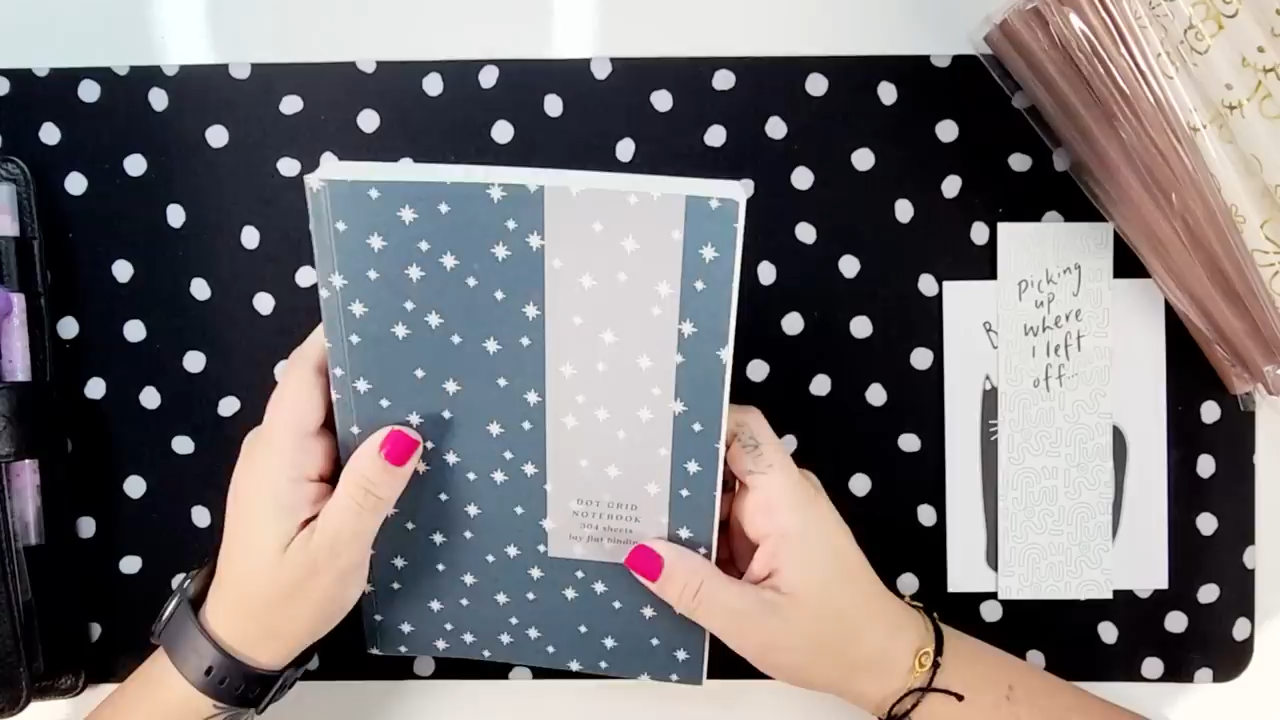 DOT GRID
NOTEBOOK
304 sheets
lay flat binding
picking
up
where
I left
off...
B